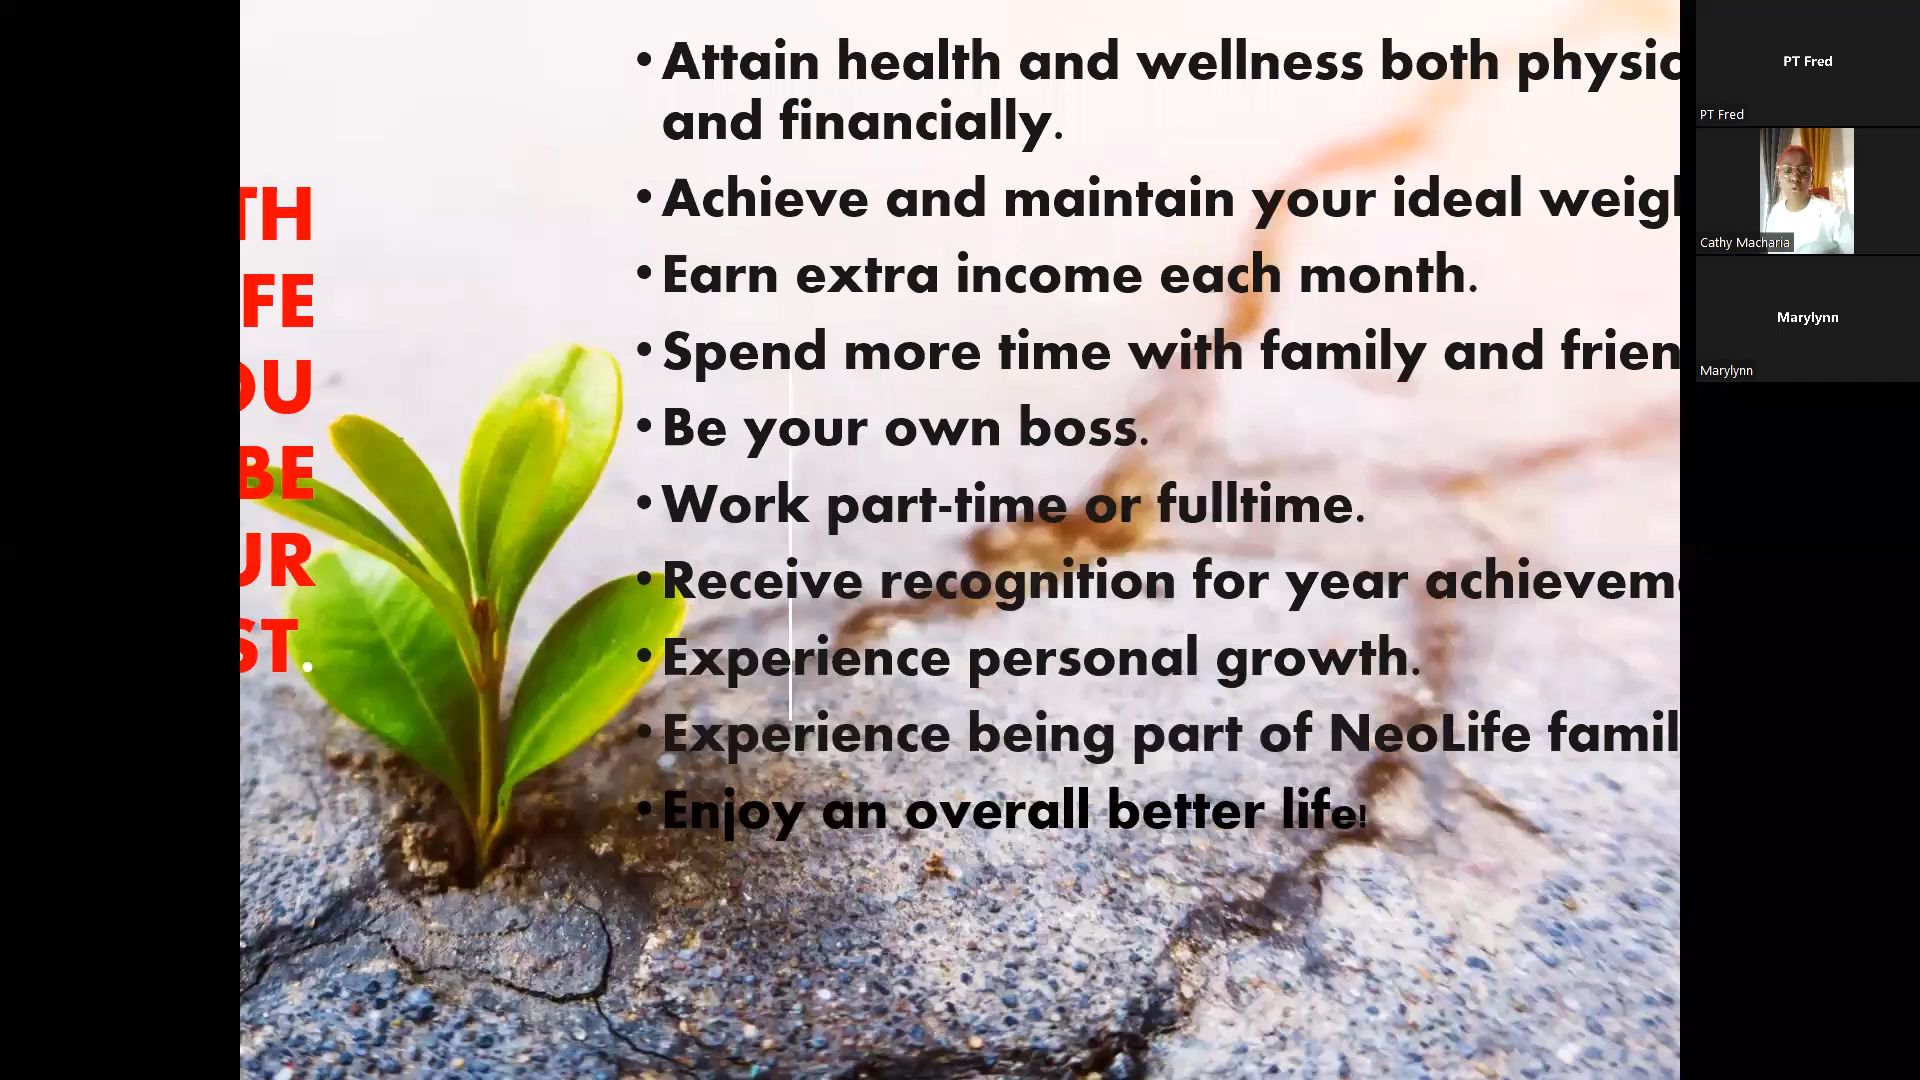 TH
FE
OU
BE
UR
ST.
• Attain health and wellness both physic
and financially.
• Achieve and maintain your ideal weigh
• Earn extra income each month.
• Spend more time with family and frien
• Be your own boss.
• Work part-time or fulltime.
• Receive recognition for year achievem
• Experience personal growth.
• Experience being part of NeoLife famil
• Enjoy an overall better life!
PT Fred
PT Fred
Cathy Macharia
Marylynn
Marylynn